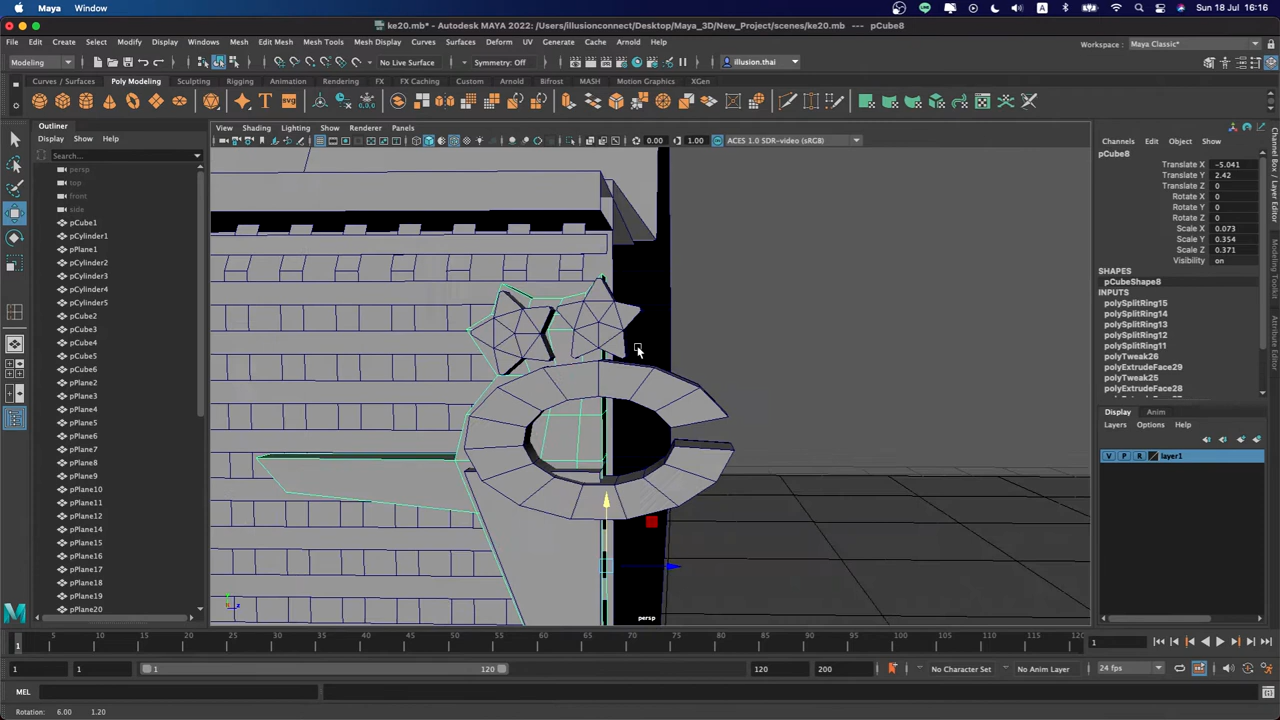 Maya Window Sun 18 Jul 16:16
ke20.mb* - Autodesk MAYA 2022: /Users/illusionconnect/Desktop/Maya_3D/New_Project/scenes/ke20.mb --- pCube8
File Edit Create Select Modify Display Windows Mesh Edit Mesh Mesh Tools Mesh Display Curves Surfaces Deform UV Generate Cache Arnold Help
Workspace: Maya Classic*
Modeling No Live Surface Symmetry: Off illusion.thai
Curves / Surfaces Poly Modeling Sculpting Rigging Animation Rendering FX FX Caching Custom Arnold Bifrost MASH Motion Graphics XGen
Outliner
Display Show Help
Search...
persp
top
front
side
pCube1
pCylinder1
pPlane1
pCylinder2
pCylinder3
pCylinder4
pCylinder5
pCube2
pCube3
pCube4
pCube5
pCube6
pPlane2
pPlane3
pPlane4
pPlane5
pPlane6
pPlane7
pPlane8
pPlane9
pPlane10
pPlane11
pPlane12
pPlane14
pPlane15
pPlane16
pPlane17
pPlane18
pPlane19
pPlane20
View Shading Lighting Show Renderer Panels
0.00 1.00 ACES 1.0 SDR-video (sRGB)
persp
Channels Edit Object Show
pCube8
Translate X -5.041
Translate Y 2.42
Translate Z 0
Rotate X 0
Rotate Y 0
Rotate Z 0
Scale X 0.073
Scale Y 0.354
Scale Z 0.371
Visibility on
SHAPES
pCubeShape8
INPUTS
polySplitRing15
polySplitRing14
polySplitRing13
polySplitRing12
polySplitRing11
polyTweak26
polyExtrudeFace29
polyTweak25
polyExtrudeFace28
Display Anim
Layers Options Help
V P R layer1
Channel Box / Layer Editor
Modeling Toolkit
Attribute Editor
5 10 15 20 25 30 35 40 45 50 55 60 65 70 75 80 85 90 95 100 105 110 115 120
1
1
1 1 1 120 120 200 No Character Set No Anim Layer 24 fps
MEL
Rotation: 6.00 1.20